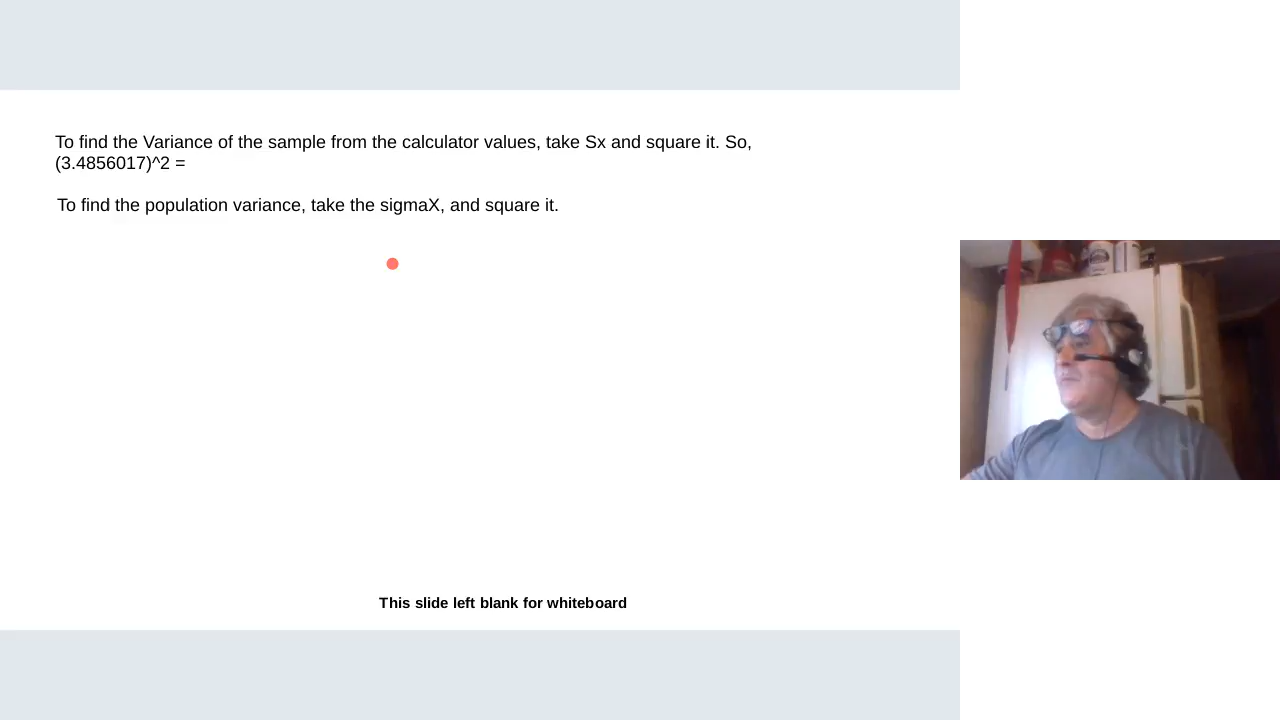 To find the Variance of the sample from the calculator values, take Sx and square it. So,
(3.4856017)^2 =
To find the population variance, take the sigmaX, and square it.
This slide left blank for whiteboard